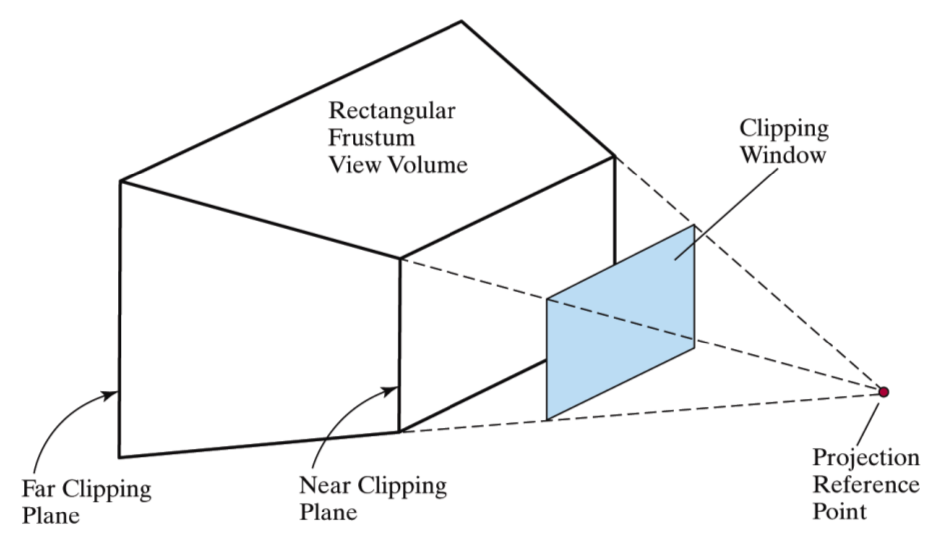 Rectangular
Frustum
View Volume
Clipping
Window
Far Clipping
Plane
Near Clipping
Plane
Projection
Reference
Point